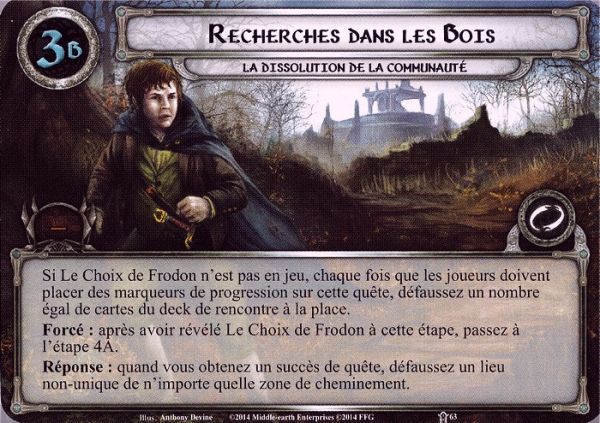 3B
RECHERCHES DANS LES BOIS
LA DISSOLUTION DE LA COMMUNAUTÉ
–
Si Le Choix de Frodon n'est pas en jeu, chaque fois que les joueurs doivent
placer des marqueurs de progression sur cette quête, défaussez un nombre
égal de cartes du deck de rencontre à la place.
Forcé : après avoir révélé Le Choix de Frodon à cette étape, passez à
l'étape 4A.
Réponse : quand vous obtenez un succès de quête, défaussez un lieu
non-unique de n'importe quelle zone de cheminement.
Illus. Anthony Devine ©2014 Middle-earth Enterprises ©2014 FFG 63